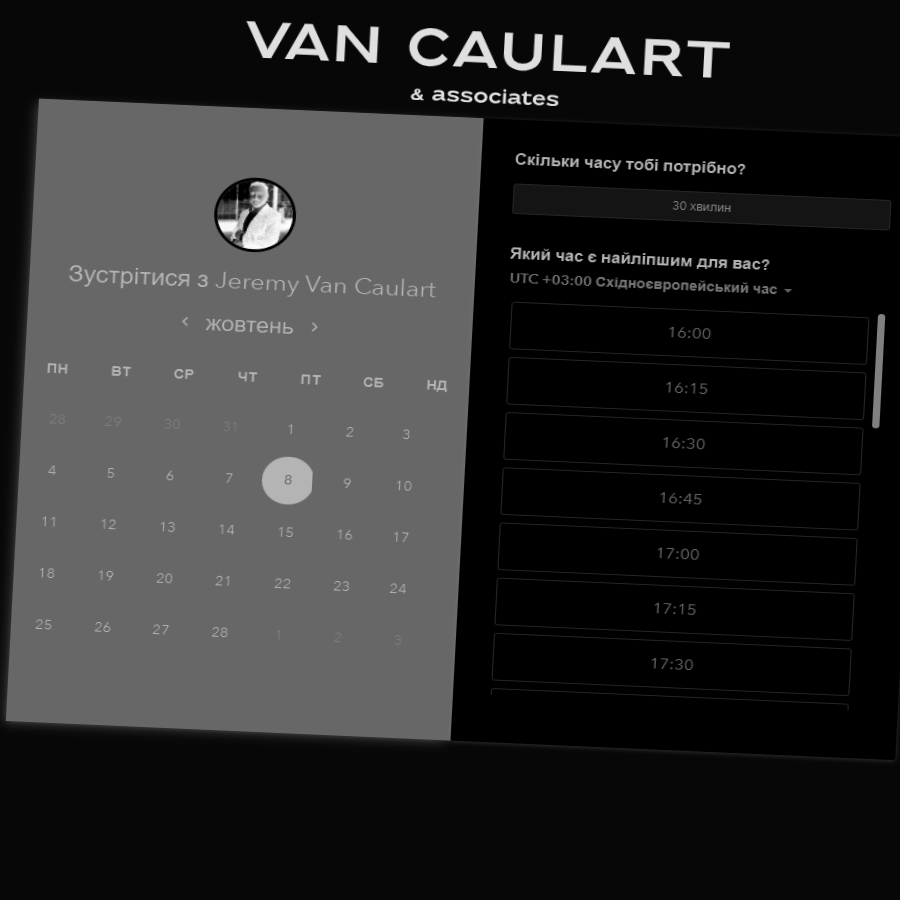 VAN CAULART
& associates
Зустрітися з Jeremy Van Caulart
‹ жовтень ›
ПН ВТ СР ЧТ ПТ СБ НД
28 29 30 31 1 2 3
4 5 6 7 8 9 10
11 12 13 14 15 16 17
18 19 20 21 22 23 24
25 26 27 28 1 2 3
Скільки часу тобі потрібно?
30 хвилин
Який час є найліпшим для вас?
UTC +03:00 Східноєвропейський час
16:00
16:15
16:30
16:45
17:00
17:15
17:30